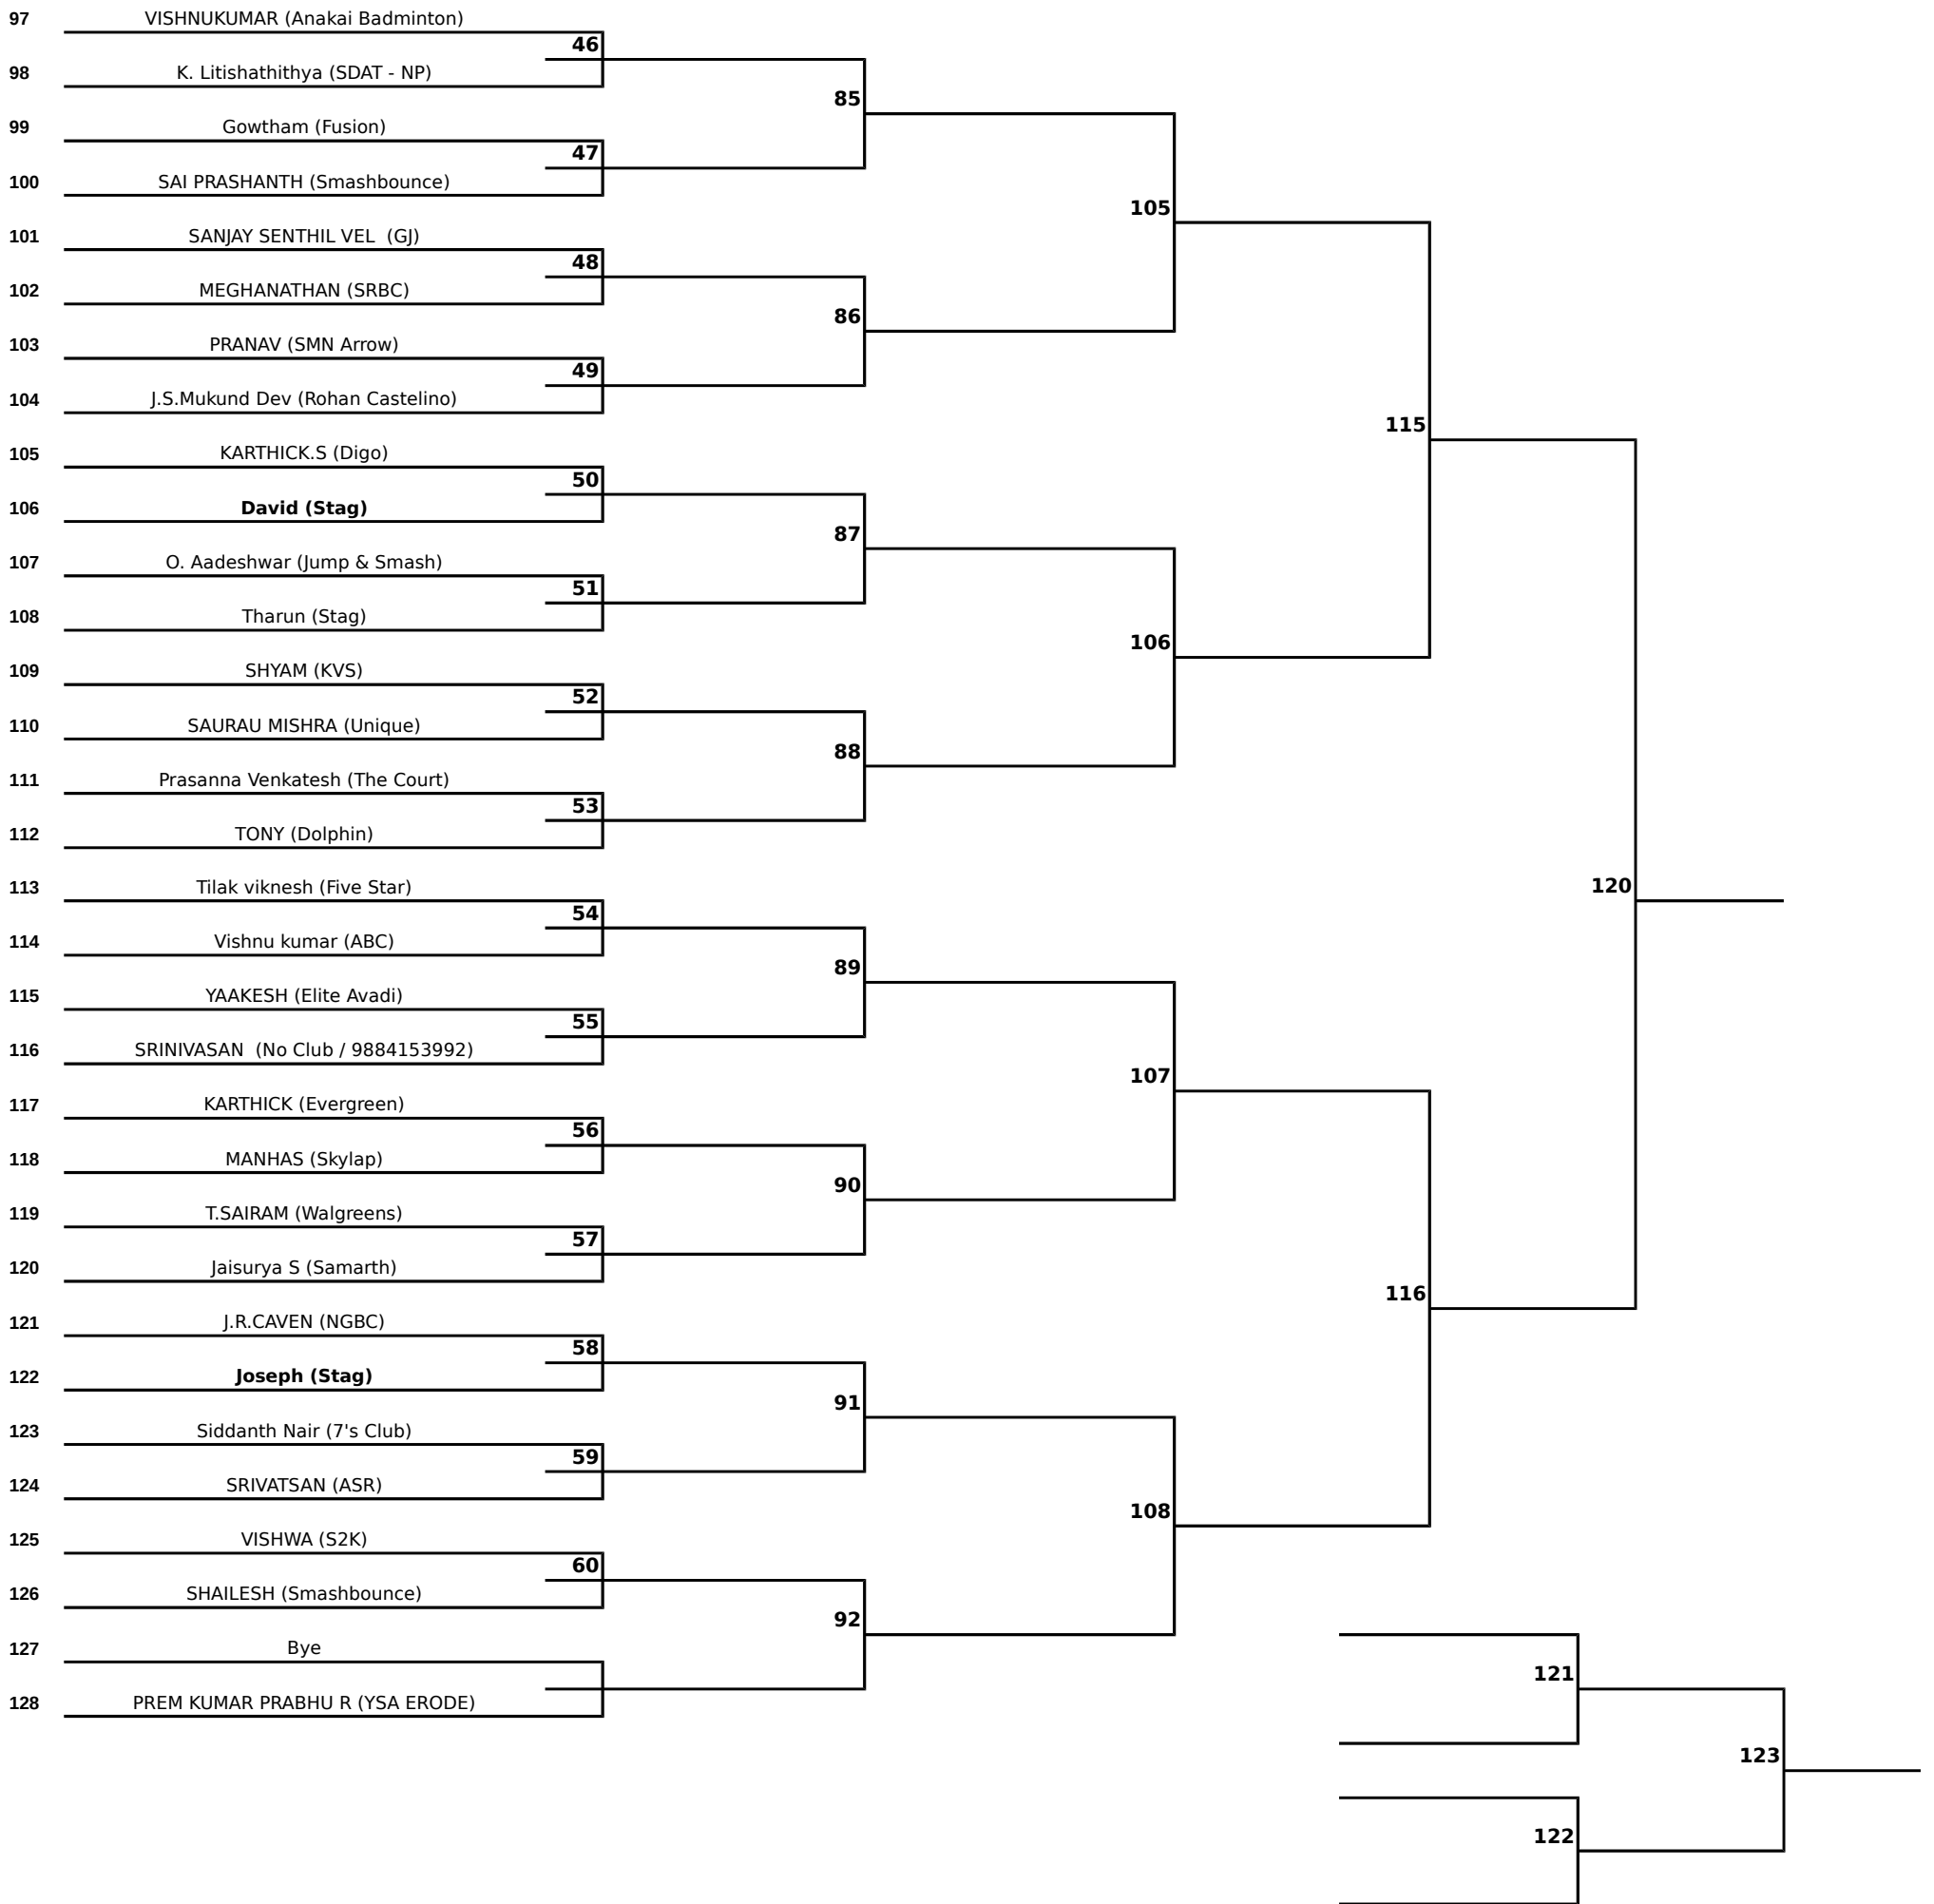 97 VISHNUKUMAR (Anakai Badminton)
46
98 K. Litishathithya (SDAT - NP)
85
99 Gowtham (Fusion)
47
100 SAI PRASHANTH (Smashbounce)
105
101 SANJAY SENTHIL VEL (GJ)
48
102 MEGHANATHAN (SRBC)
86
103 PRANAV (SMN Arrow)
49
104 J.S.Mukund Dev (Rohan Castelino)
115
105 KARTHICK.S (Digo)
50
106 David (Stag)
87
107 O. Aadeshwar (Jump & Smash)
51
108 Tharun (Stag)
106
109 SHYAM (KVS)
52
110 SAURAU MISHRA (Unique)
88
111 Prasanna Venkatesh (The Court)
53
112 TONY (Dolphin)
113 Tilak viknesh (Five Star)
120
54
114 Vishnu kumar (ABC)
89
115 YAAKESH (Elite Avadi)
55
116 SRINIVASAN (No Club / 9884153992)
107
117 KARTHICK (Evergreen)
56
118 MANHAS (Skylap)
90
119 T.SAIRAM (Walgreens)
57
120 Jaisurya S (Samarth)
116
121 J.R.CAVEN (NGBC)
58
122 Joseph (Stag)
91
123 Siddanth Nair (7's Club)
59
124 SRIVATSAN (ASR)
108
125 VISHWA (S2K)
60
126 SHAILESH (Smashbounce)
92
127 Bye
121
128 PREM KUMAR PRABHU R (YSA ERODE)
123
122